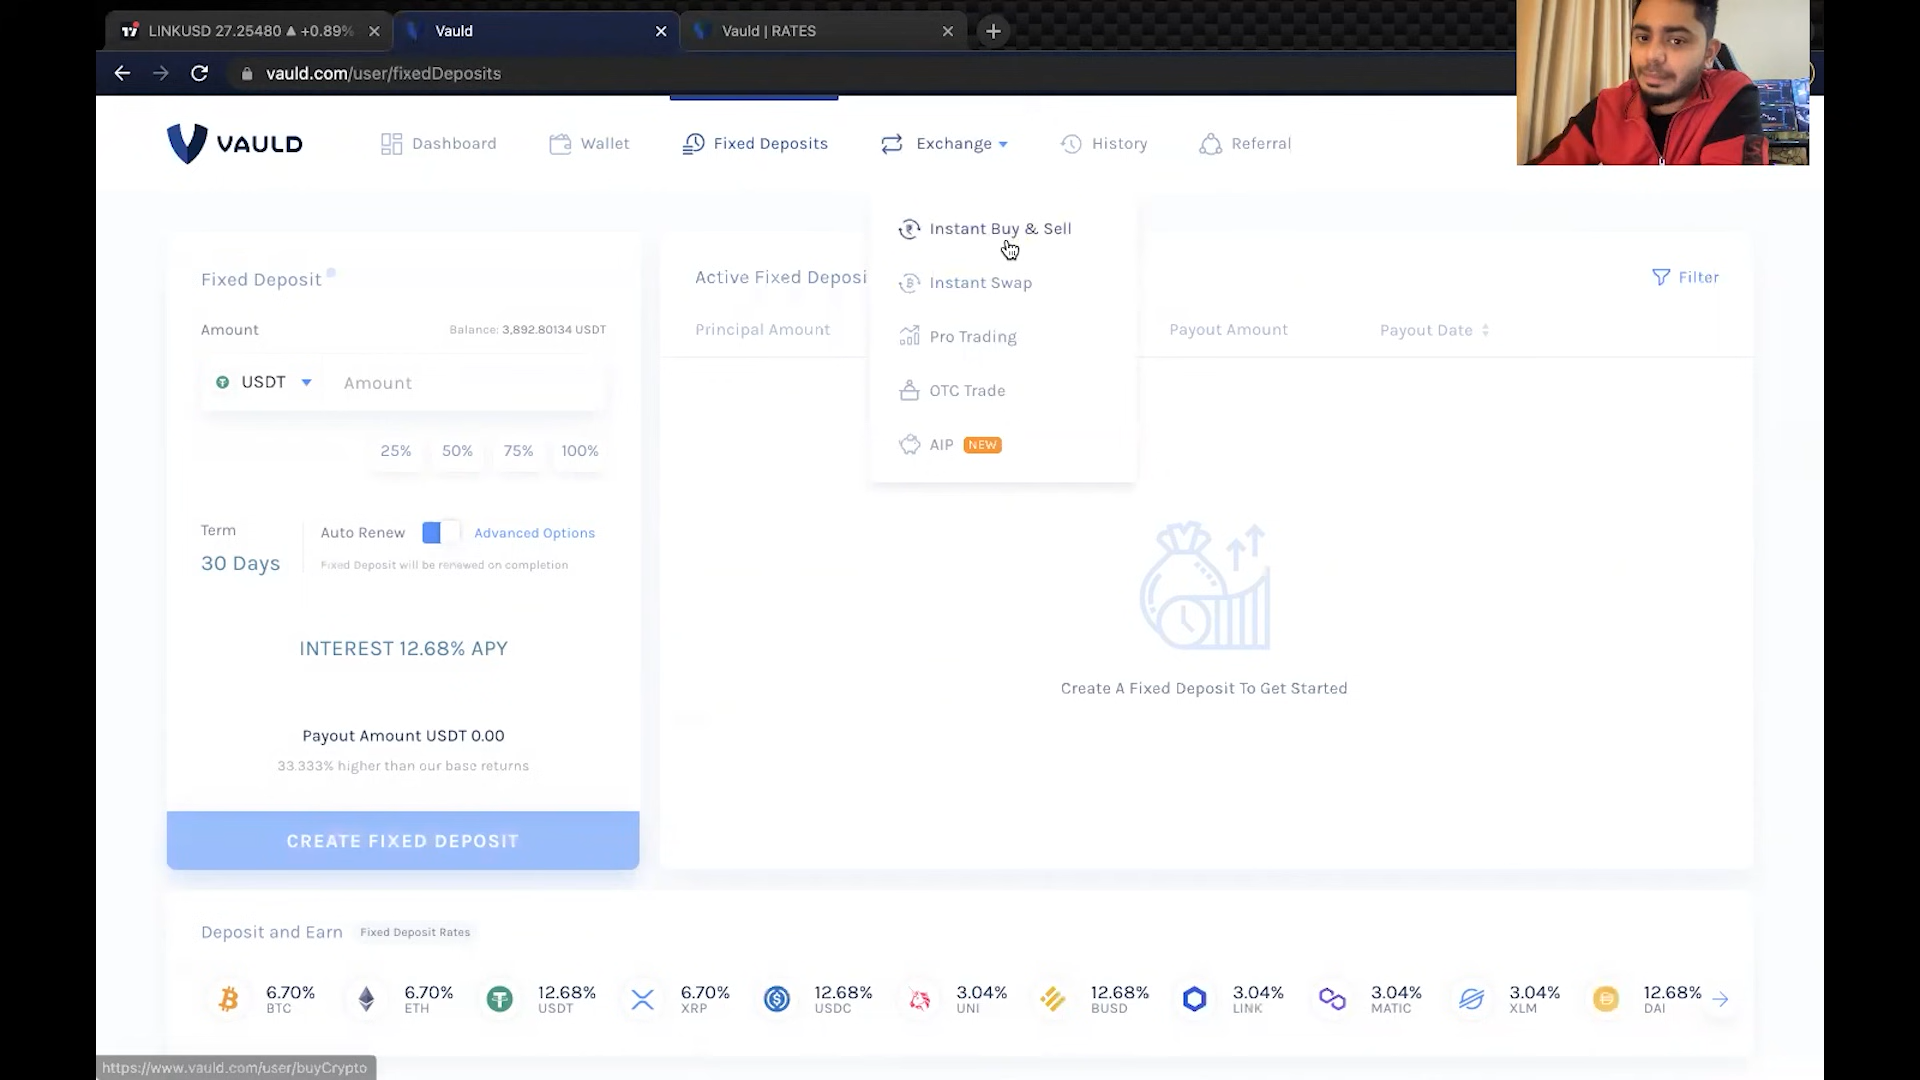 LINKUSD 27.25480 ▲ +0.89%
Vauld
Vauld | RATES
vauld.com/user/fixedDeposits
VAULD
Dashboard
Wallet
Fixed Deposits
Exchange
History
Referral
Instant Buy & Sell
Instant Swap
Pro Trading
OTC Trade
AIP NEW
Fixed Deposit
Amount
Balance: 3,892.80134 USDT
USDT
Amount
25% 50% 75% 100%
Term
30 Days
Auto Renew
Advanced Options
Fixed Deposit will be renewed on completion
INTEREST 12.68% APY
Payout Amount USDT 0.00
33.333% higher than our base returns
CREATE FIXED DEPOSIT
Active Fixed Deposi
Filter
Principal Amount
Payout Amount
Payout Date
Create A Fixed Deposit To Get Started
Deposit and Earn
Fixed Deposit Rates
6.70%
BTC
6.70%
ETH
12.68%
USDT
6.70%
XRP
12.68%
USDC
3.04%
UNI
12.68%
BUSD
3.04%
LINK
3.04%
MATIC
3.04%
XLM
12.68%
DAI
https://www.vauld.com/user/buyCrypto